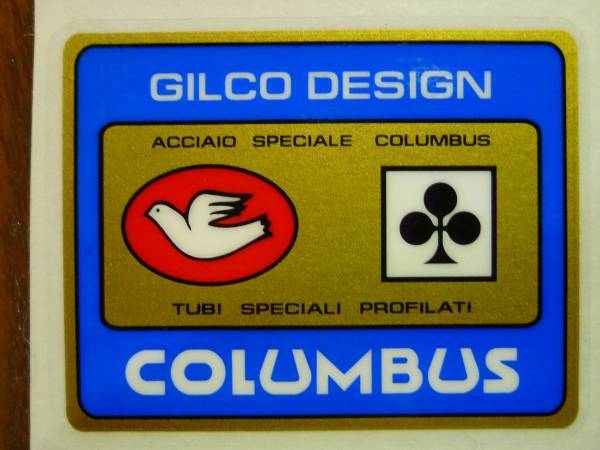 GILCO DESIGN
ACCIAIO SPECIALE COLUMBUS
TUBI SPECIALI PROFILATI
COLUMBUS